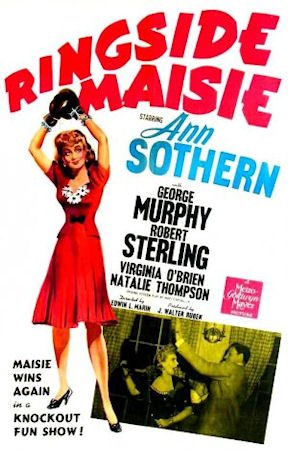 RINGSIDE
MAISIE
STARRING
Ann
SOTHERN
with
GEORGE
MURPHY
ROBERT
STERLING
VIRGINIA O'BRIEN
NATALIE THOMPSON
Directed by
EDWIN L. MARIN
Produced by
J. WALTER RUBEN
A
Metro-
Goldwyn-
Mayer
PICTURE
MAISIE
WINS
AGAIN
in a
KNOCKOUT
FUN SHOW!